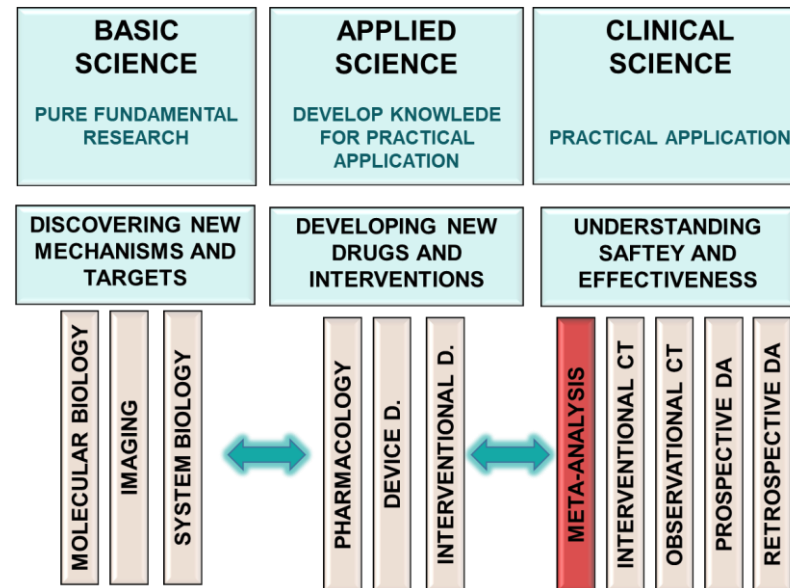 BASIC
SCIENCE
PURE FUNDAMENTAL
RESEARCH
APPLIED
SCIENCE
DEVELOP KNOWLEDE
FOR PRACTICAL
APPLICATION
CLINICAL
SCIENCE
PRACTICAL APPLICATION
DISCOVERING NEW
MECHANISMS AND
TARGETS
DEVELOPING NEW
DRUGS AND
INTERVENTIONS
UNDERSTANDING
SAFTEY AND
EFFECTIVENESS
MOLECULAR BIOLOGY
IMAGING
SYSTEM BIOLOGY
PHARMACOLOGY
DEVICE D.
INTERVENTIONAL D.
META-ANALYSIS
INTERVENTIONAL CT
OBSERVATIONAL CT
PROSPECTIVE DA
RETROSPECTIVE DA